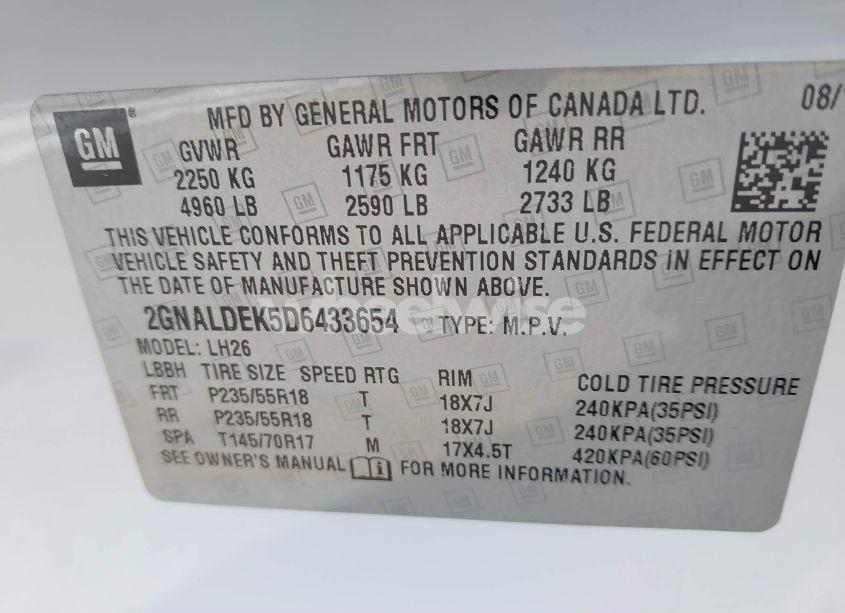 GM
MFD BY GENERAL MOTORS OF CANADA LTD. 08/
GVWR GAWR FRT GAWR RR
2250 KG 1175 KG 1240 KG
4960 LB 2590 LB 2733 LB
THIS VEHICLE CONFORMS TO ALL APPLICABLE U.S. FEDERAL MOTOR
VEHICLE SAFETY AND THEFT PREVENTION STANDARDS IN EFFECT ON
THE DATE OF MANUFACTURE SHOWN ABOVE.
2GNALDEK5D6433654 TYPE: M.P.V.
MODEL: LH26
LBBH TIRE SIZE SPEED RTG RIM COLD TIRE PRESSURE
FRT P235/55R18 T 18X7J 240KPA(35PSI)
RR P235/55R18 T 18X7J 240KPA(35PSI)
SPA T145/70R17 M 17X4.5T 420KPA(60PSI)
SEE OWNER'S MANUAL FOR MORE INFORMATION.